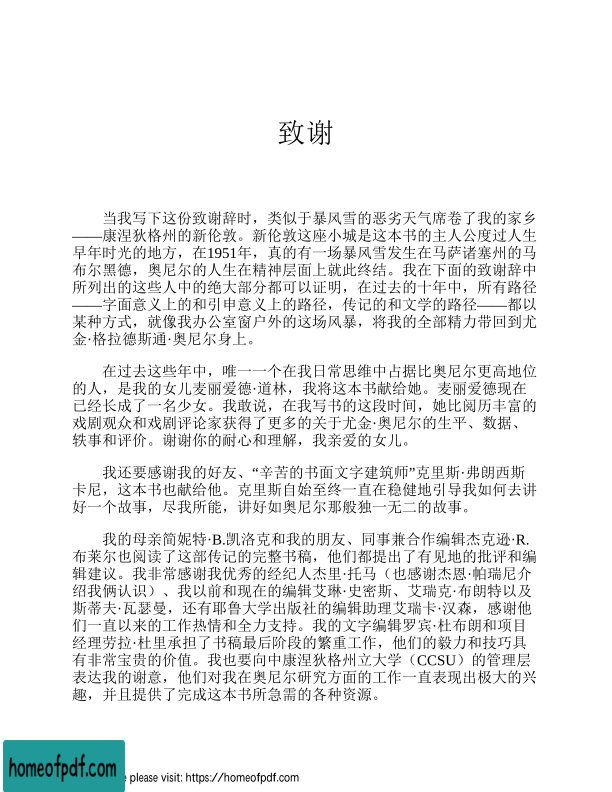 致谢
当我写下这份致谢辞时，类似于暴风雪的恶劣天气席卷了我的家乡
——康涅狄格州的新伦敦。新伦敦这座小城是这本书的主人公度过人生
早年时光的地方，在1951年，真的有一场暴风雪发生在马萨诸塞州的马
布尔黑德，奥尼尔的人生在精神层面上就此终结。我在下面的致谢辞中
所列出的这些人中的绝大部分都可以证明，在过去的十年中，所有路径
——字面意义上的和引申意义上的路径，传记的和文学的路径——都以
某种方式，就像我办公室窗户外的这场风暴，将我的全部精力带回到尤
金·格拉德斯通·奥尼尔身上。
在过去这些年中，唯一一个在我日常思维中占据比奥尼尔更高地位
的人，是我的女儿麦丽爱德·道林，我将这本书献给她。麦丽爱德现在
已经长成了一名少女。我敢说，在我写书的这段时间，她比阅历丰富的
戏剧观众和戏剧评论家获得了更多的关于尤金·奥尼尔的生平、数据、
轶事和评价。谢谢你的耐心和理解，我亲爱的女儿。
我还要感谢我的好友、“辛苦的书面文字建筑师”克里斯·弗朗西斯
卡尼，这本书也献给他。克里斯自始至终一直在稳健地引导我如何去讲
好一个故事，尽我所能，讲好如奥尼尔那般独一无二的故事。
我的母亲简妮特·B.凯洛克和我的朋友、同事兼合作编辑杰克逊·R.
布莱尔也阅读了这部传记的完整书稿，他们都提出了有见地的批评和编
辑建议。我非常感谢我优秀的经纪人杰里·托马（也感谢杰恩·帕瑞尼介
绍我俩认识）、我以前和现在的编辑艾琳·史密斯、艾瑞克·布朗特以及
斯蒂夫·瓦瑟曼，还有耶鲁大学出版社的编辑助理艾瑞卡·汉森，感谢他
们一直以来的工作热情和全力支持。我的文字编辑罗宾·杜布朗和项目
经理劳拉·杜里承担了书稿最后阶段的繁重工作，他们的毅力和技巧具
有非常宝贵的价值。我也要向中康涅狄格州立大学（CCSU）的管理层
表达我的谢意，他们对我在奥尼尔研究方面的工作一直表现出极大的兴
趣，并且提供了完成这本书所急需的各种资源。
homeofpdf.com
e please visit: https://homeofpdf.com